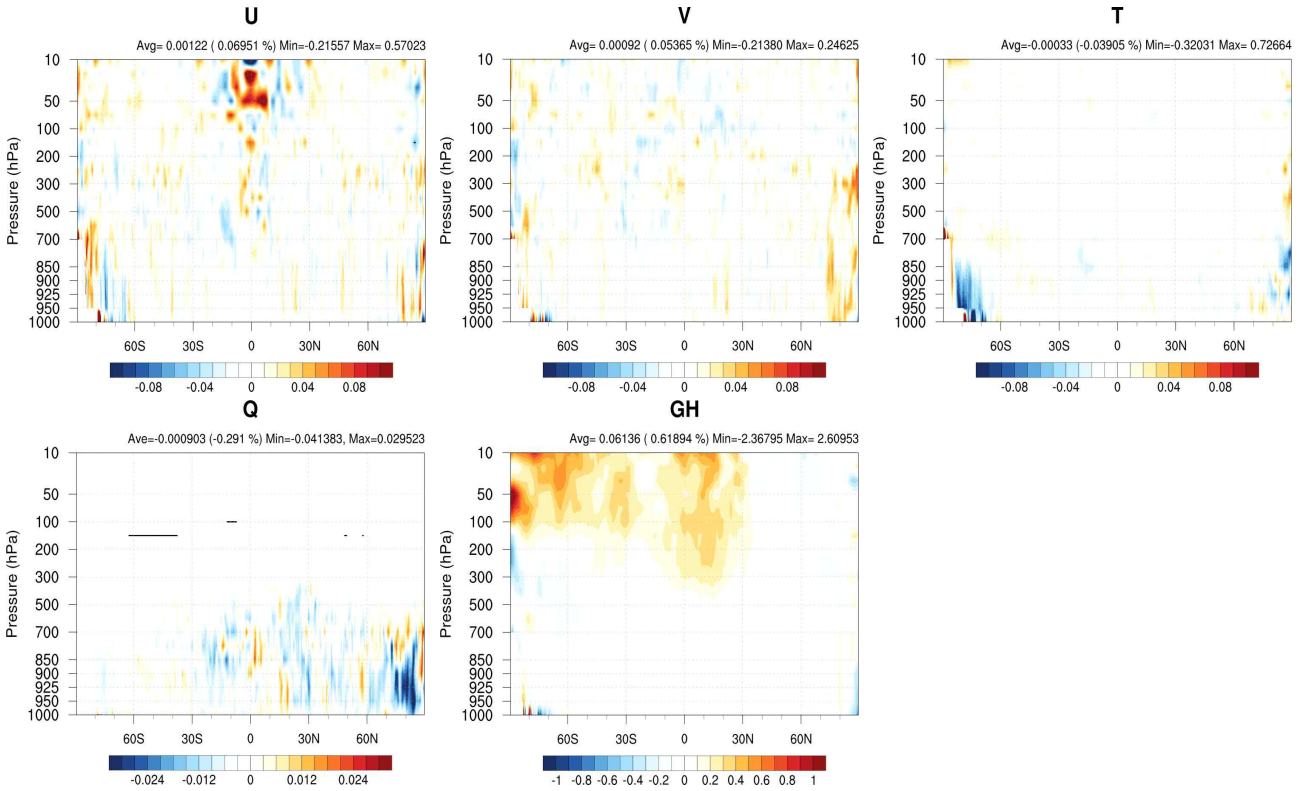 U
Avg= 0.00122 ( 0.06951 %) Min=-0.21557 Max= 0.57023
10
50
100
200
300
500
700
850
900
925
950
1000
Pressure (hPa)
60S 30S 0 30N 60N
-0.08 -0.04 0 0.04 0.08
V
Avg= 0.00092 ( 0.05365 %) Min=-0.21380 Max= 0.24625
10
50
100
200
300
500
700
850
900
925
950
1000
Pressure (hPa)
60S 30S 0 30N 60N
-0.08 -0.04 0 0.04 0.08
T
Avg=-0.00033 (-0.03905 %) Min=-0.32031 Max= 0.72664
10
50
100
200
300
500
700
850
900
925
950
1000
Pressure (hPa)
60S 30S 0 30N 60N
-0.08 -0.04 0 0.04 0.08
Q
Ave=-0.000903 (-0.291 %) Min=-0.041383, Max=0.029523
10
50
100
200
300
500
700
850
900
925
950
1000
Pressure (hPa)
60S 30S 0 30N 60N
-0.024 -0.012 0 0.012 0.024
GH
Avg= 0.06136 ( 0.61894 %) Min=-2.36795 Max= 2.60953
10
50
100
200
300
500
700
850
900
925
950
1000
Pressure (hPa)
60S 30S 0 30N 60N
-1 -0.8 -0.6 -0.4 -0.2 0 0.2 0.4 0.6 0.8 1